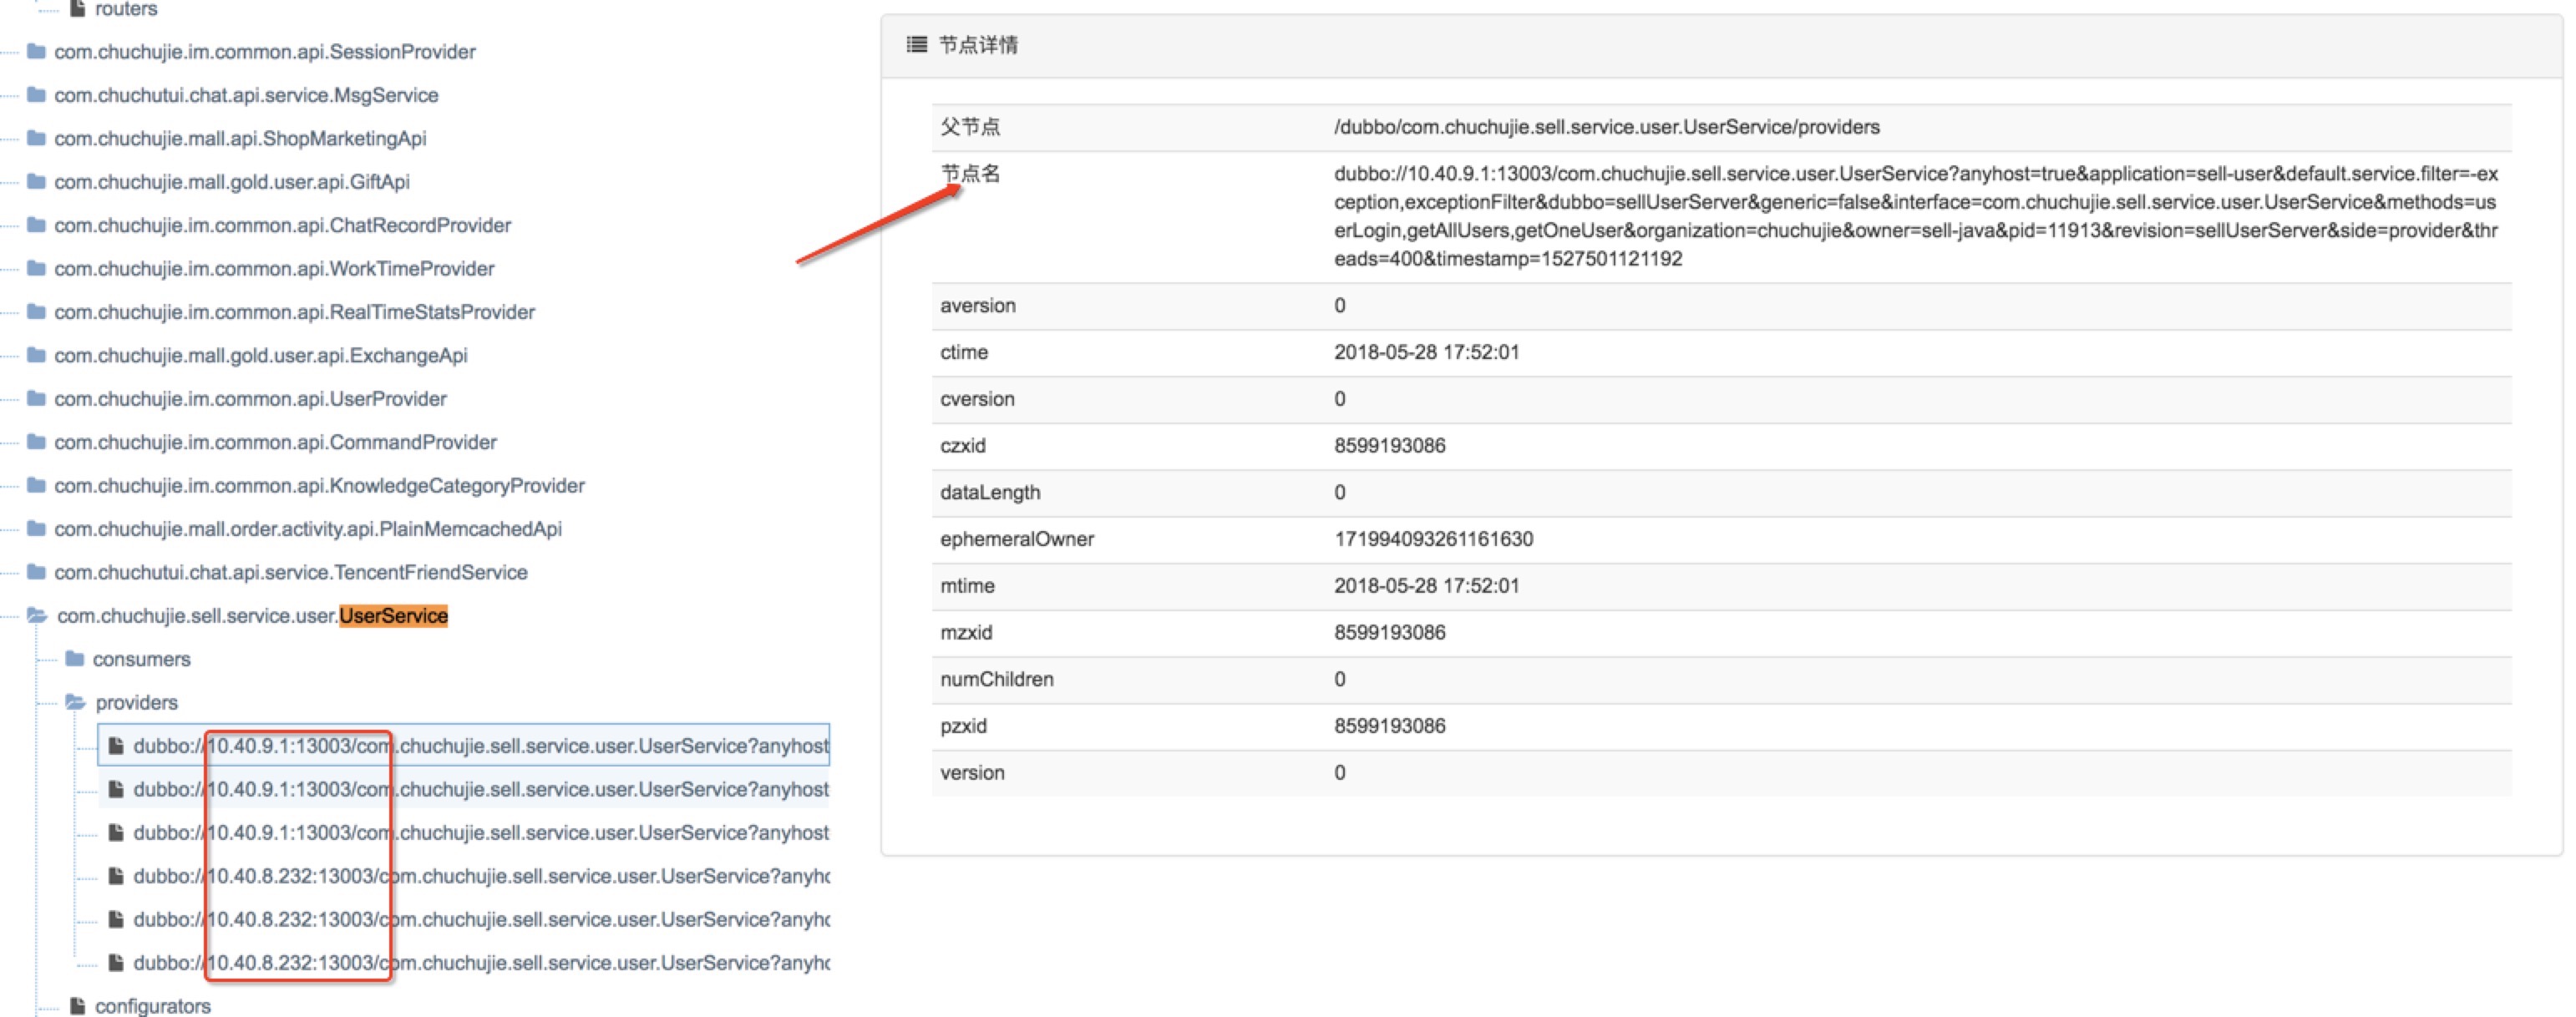 routers
com.chuchujie.im.common.api.SessionProvider
com.chuchutui.chat.api.service.MsgService
com.chuchujie.mall.api.ShopMarketingApi
com.chuchujie.mall.gold.user.api.GiftApi
com.chuchujie.im.common.api.ChatRecordProvider
com.chuchujie.im.common.api.WorkTimeProvider
com.chuchujie.im.common.api.RealTimeStatsProvider
com.chuchujie.mall.gold.user.api.ExchangeApi
com.chuchujie.im.common.api.UserProvider
com.chuchujie.im.common.api.CommandProvider
com.chuchujie.im.common.api.KnowledgeCategoryProvider
com.chuchujie.mall.order.activity.api.PlainMemcachedApi
com.chuchutui.chat.api.service.TencentFriendService
com.chuchujie.sell.service.user.UserService
consumers
providers
dubbo://10.40.9.1:13003/com.chuchujie.sell.service.user.UserService?anyhost
dubbo://10.40.9.1:13003/com.chuchujie.sell.service.user.UserService?anyhost
dubbo://10.40.9.1:13003/com.chuchujie.sell.service.user.UserService?anyhost
dubbo://10.40.8.232:13003/com.chuchujie.sell.service.user.UserService?anyhc
dubbo://10.40.8.232:13003/com.chuchujie.sell.service.user.UserService?anyhc
dubbo://10.40.8.232:13003/com.chuchujie.sell.service.user.UserService?anyhc
configurators
节点详情
父节点 /dubbo/com.chuchujie.sell.service.user.UserService/providers
节点名 dubbo://10.40.9.1:13003/com.chuchujie.sell.service.user.UserService?anyhost=true&application=sell-user&default.service.filter=-ex
ception,exceptionFilter&dubbo=sellUserServer&generic=false&interface=com.chuchujie.sell.service.user.UserService&methods=us
erLogin,getAllUsers,getOneUser&organization=chuchujie&owner=sell-java&pid=11913&revision=sellUserServer&side=provider&thr
eads=400&timestamp=1527501121192
aversion 0
ctime 2018-05-28 17:52:01
cversion 0
czxid 8599193086
dataLength 0
ephemeralOwner 171994093261161630
mtime 2018-05-28 17:52:01
mzxid 8599193086
numChildren 0
pzxid 8599193086
version 0